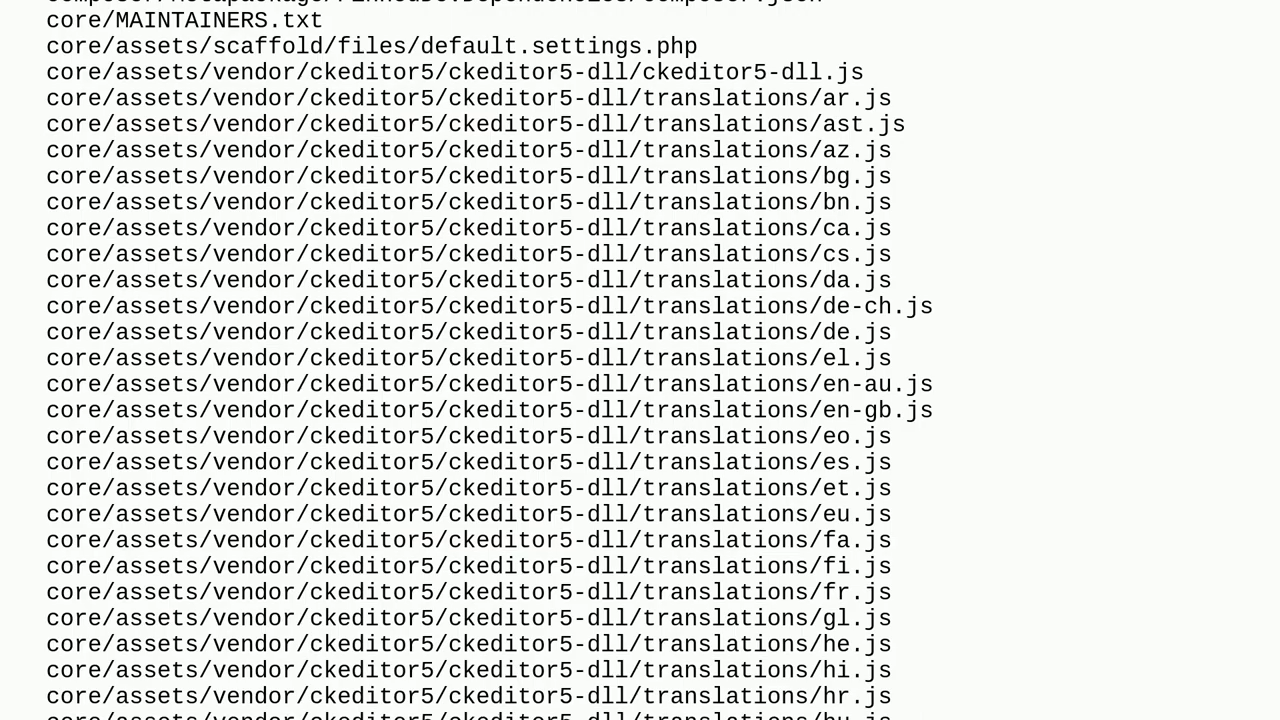 core/MAINTAINERS.txt
core/assets/scaffold/files/default.settings.php
core/assets/vendor/ckeditor5/ckeditor5-dll/ckeditor5-dll.js
core/assets/vendor/ckeditor5/ckeditor5-dll/translations/ar.js
core/assets/vendor/ckeditor5/ckeditor5-dll/translations/ast.js
core/assets/vendor/ckeditor5/ckeditor5-dll/translations/az.js
core/assets/vendor/ckeditor5/ckeditor5-dll/translations/bg.js
core/assets/vendor/ckeditor5/ckeditor5-dll/translations/bn.js
core/assets/vendor/ckeditor5/ckeditor5-dll/translations/ca.js
core/assets/vendor/ckeditor5/ckeditor5-dll/translations/cs.js
core/assets/vendor/ckeditor5/ckeditor5-dll/translations/da.js
core/assets/vendor/ckeditor5/ckeditor5-dll/translations/de-ch.js
core/assets/vendor/ckeditor5/ckeditor5-dll/translations/de.js
core/assets/vendor/ckeditor5/ckeditor5-dll/translations/el.js
core/assets/vendor/ckeditor5/ckeditor5-dll/translations/en-au.js
core/assets/vendor/ckeditor5/ckeditor5-dll/translations/en-gb.js
core/assets/vendor/ckeditor5/ckeditor5-dll/translations/eo.js
core/assets/vendor/ckeditor5/ckeditor5-dll/translations/es.js
core/assets/vendor/ckeditor5/ckeditor5-dll/translations/et.js
core/assets/vendor/ckeditor5/ckeditor5-dll/translations/eu.js
core/assets/vendor/ckeditor5/ckeditor5-dll/translations/fa.js
core/assets/vendor/ckeditor5/ckeditor5-dll/translations/fi.js
core/assets/vendor/ckeditor5/ckeditor5-dll/translations/fr.js
core/assets/vendor/ckeditor5/ckeditor5-dll/translations/gl.js
core/assets/vendor/ckeditor5/ckeditor5-dll/translations/he.js
core/assets/vendor/ckeditor5/ckeditor5-dll/translations/hi.js
core/assets/vendor/ckeditor5/ckeditor5-dll/translations/hr.js